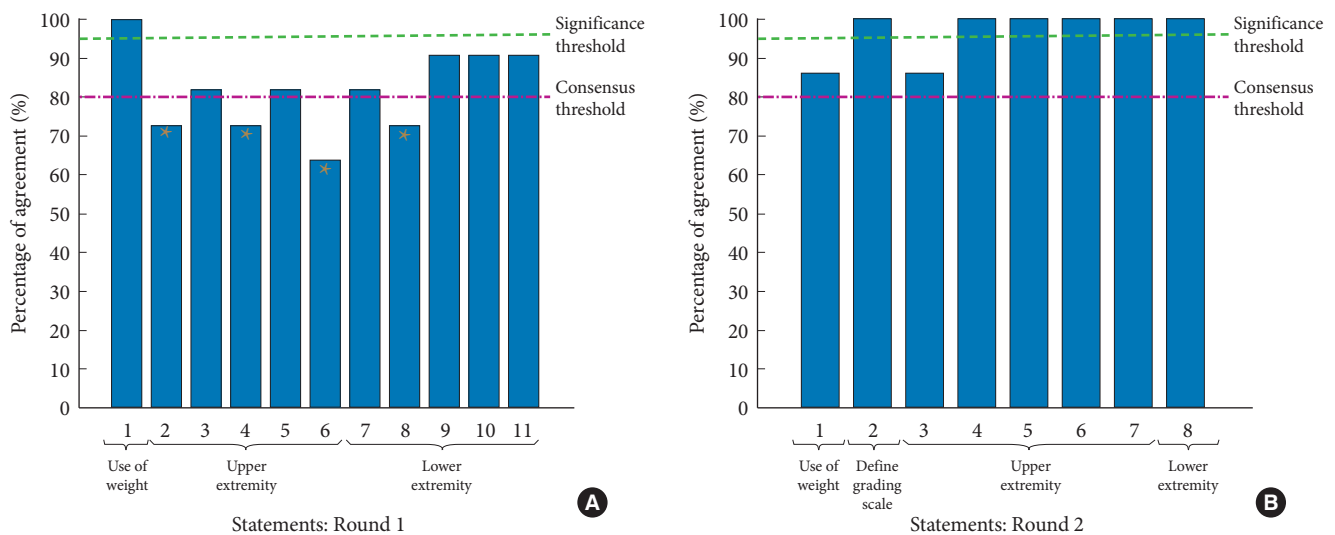 100
90
80
70
60
50
40
30
20
10
0
Percentage of agreement (%)
Significance
threshold
Consensus
threshold
1 2 3 4 5 6 7 8 9 10 11
Use of
weight
Upper
extremity
Lower
extremity
Statements: Round 1
A
100
90
80
70
60
50
40
30
20
10
0
Percentage of agreement (%)
Significance
threshold
Consensus
threshold
1 2 3 4 5 6 7 8
Use of
weight
Define
grading
scale
Upper
extremity
Lower
extremity
Statements: Round 2
B